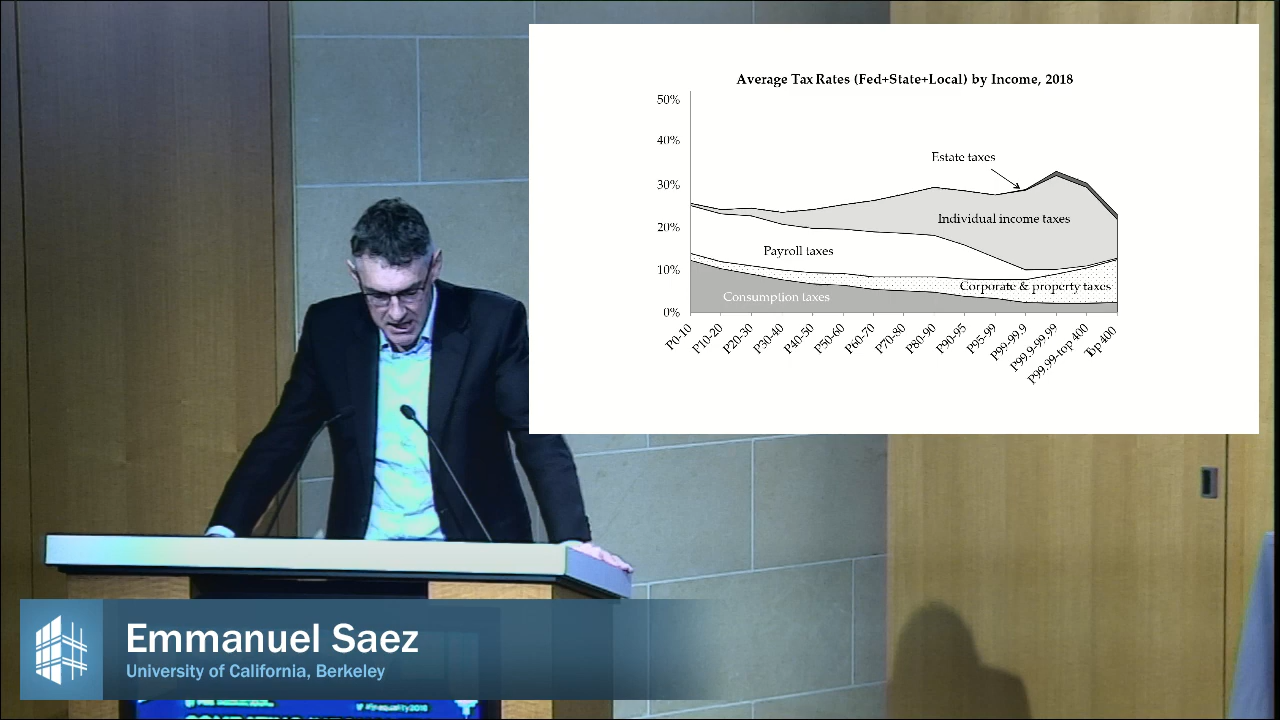 Average Tax Rates (Fed+State+Local) by Income, 2018
50%
40%
30%
20%
10%
0%
Estate taxes
Individual income taxes
Payroll taxes
Corporate & property taxes
Consumption taxes
P0-10
P10-20
P20-30
P30-40
P40-50
P50-60
P60-70
P70-80
P80-90
P90-95
P95-99
P99-99.9
P99.9-99.99
P99.99-top 400
Top 400
Emmanuel Saez
University of California, Berkeley